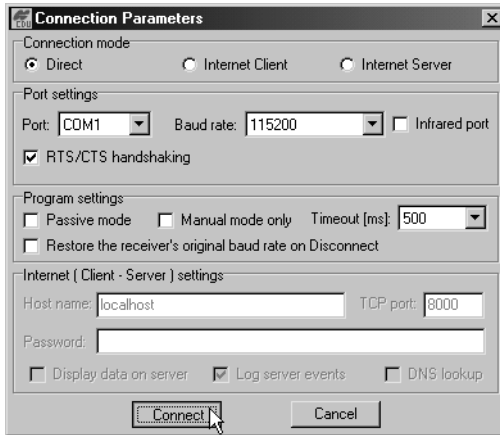 CDU Connection Parameters
Connection mode
Direct Internet Client Internet Server
Port settings
Port: COM1 Baud rate: 115200 Infrared port
RTS/CTS handshaking
Program settings
Passive mode Manual mode only Timeout [ms]: 500
Restore the receiver's original baud rate on Disconnect
Internet ( Client - Server ) settings
Host name: localhost TCP port: 8000
Password:
Display data on server Log server events DNS lookup
Connect Cancel